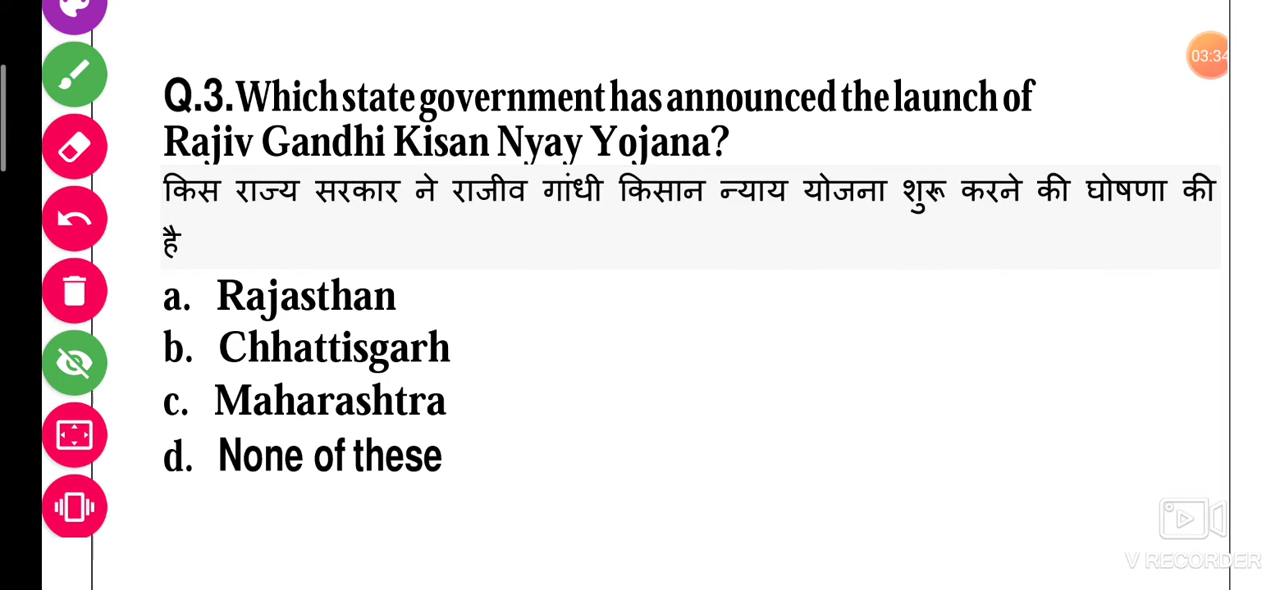 03:34
Q.3. Which state government has announced the launch of
Rajiv Gandhi Kisan Nyay Yojana?
किस राज्य सरकार ने राजीव गांधी किसान न्याय योजना शुरू करने की घोषणा की
है
a. Rajasthan
b. Chhattisgarh
c. Maharashtra
d. None of these
V RECORDER